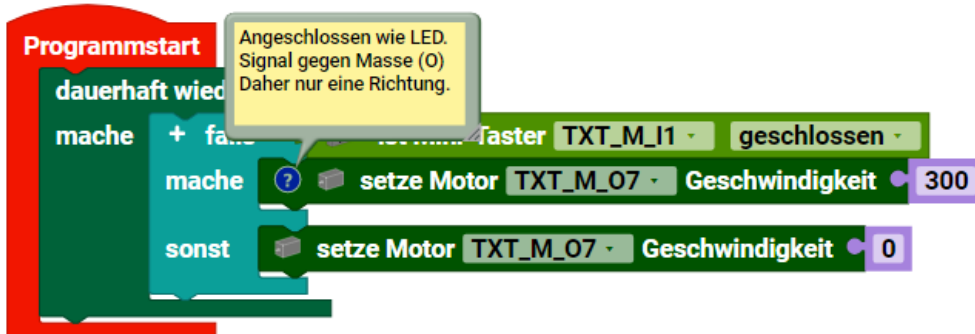 Programmstart
Angeschlossen wie LED.
Signal gegen Masse (O)
Daher nur eine Richtung.
dauerhaft wied
mache + falls Taster TXT_M_I1 geschlossen
mache ? setze Motor TXT_M_O7 Geschwindigkeit 300
sonst setze Motor TXT_M_O7 Geschwindigkeit 0